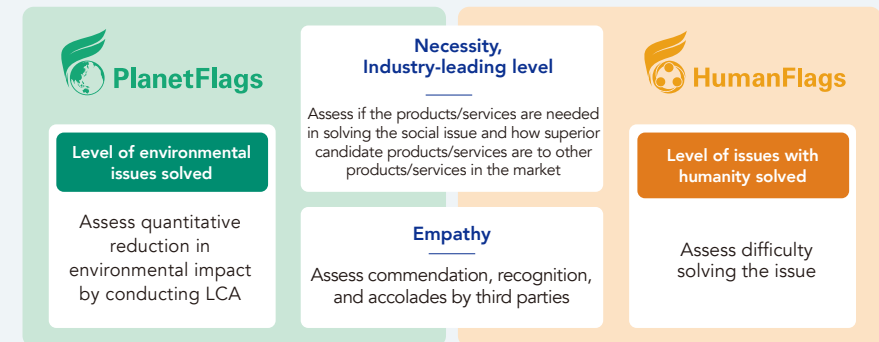 PlanetFlags
Level of environmental
issues solved
Assess quantitative
reduction in
environmental impact
by conducting LCA
Necessity,
Industry-leading level
Assess if the products/services are needed
in solving the social issue and how superior
candidate products/services are to other
products/services in the market
Empathy
Assess commendation, recognition,
and accolades by third parties
HumanFlags
Level of issues with
humanity solved
Assess difficulty
solving the issue